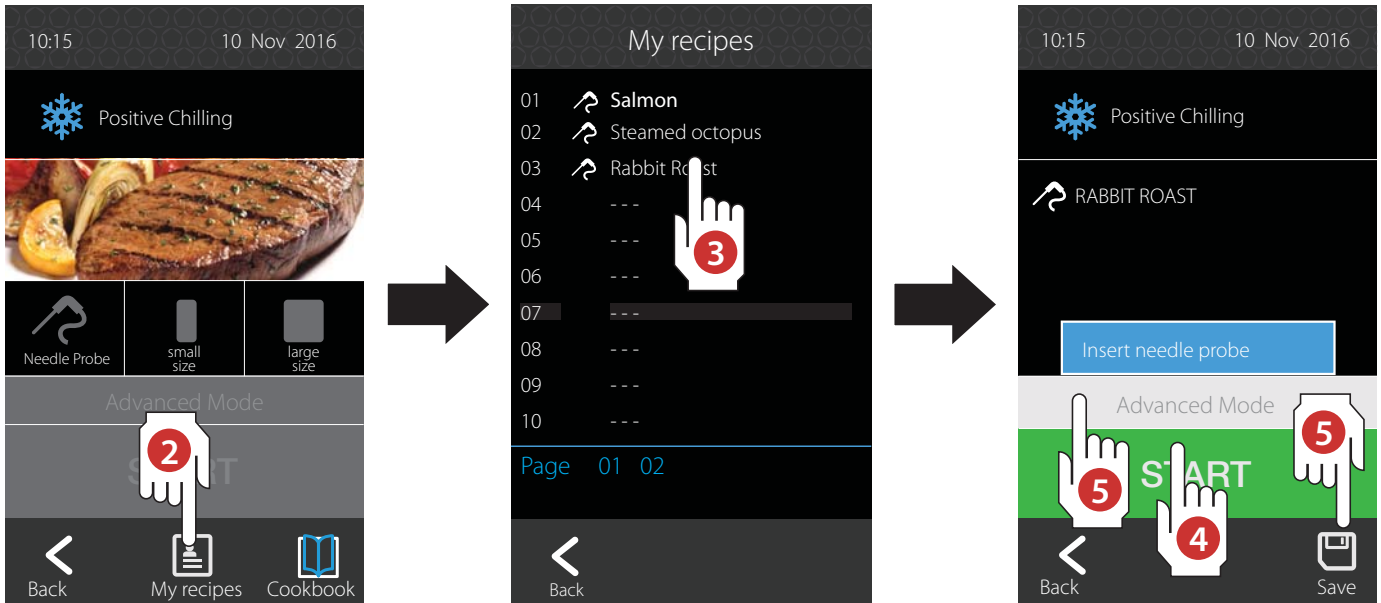 10:15 10 Nov 2016
Positive Chilling
Needle Probe
small
size
large
size
Advanced Mode
START
2
Back
My recipes
Cookbook
My recipes
01 Salmon
02 Steamed octopus
03 Rabbit Roast
04 - - -
05 - - -
06 - - -
07 - - -
08 - - -
09 - - -
10 - - -
3
Page 01 02
Back
10:15 10 Nov 2016
Positive Chilling
RABBIT ROAST
Insert needle probe
Advanced Mode
5
START
5
4
Back
Save